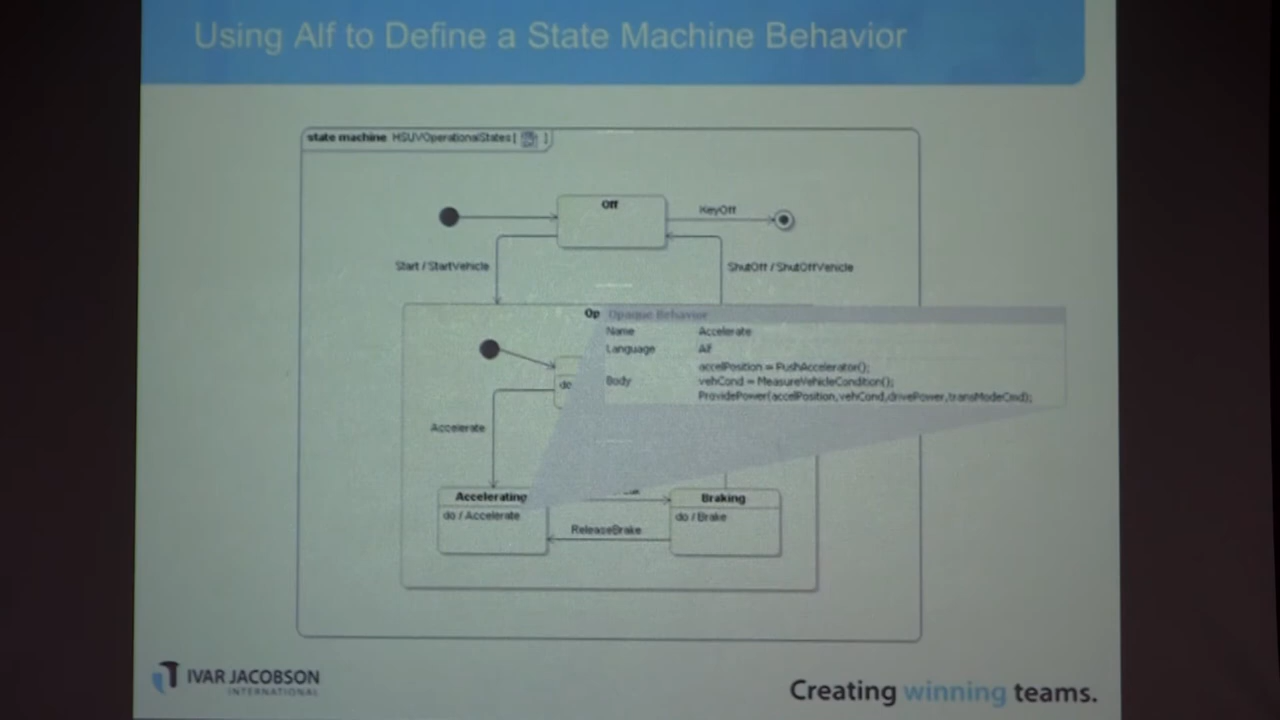 Using Alf to Define a State Machine Behavior
state machine HSUVOperationalStates [ ]
Off
KeyOff
Start / StartVehicle
ShutOff / ShutOffVehicle
Op
Opaque Behavior
Name Accelerate
Language Alf
Body accelPosition = PushAccelerator();
vehCond = MeasureVehicleCondition();
ProvidePower(accelPosition,vehCond,drivePower,transModeCmd);
do
Accelerate
Accelerating
do / Accelerate
Braking
do / Brake
ReleaseBrake
IVAR JACOBSON
INTERNATIONAL
Creating winning teams.